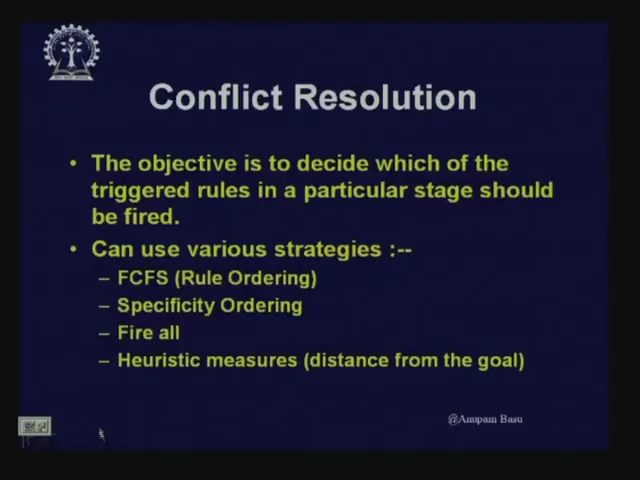 Conflict Resolution
• The objective is to decide which of the
triggered rules in a particular stage should
be fired.
• Can use various strategies :--
– FCFS (Rule Ordering)
– Specificity Ordering
– Fire all
– Heuristic measures (distance from the goal)
@Anupam Basu